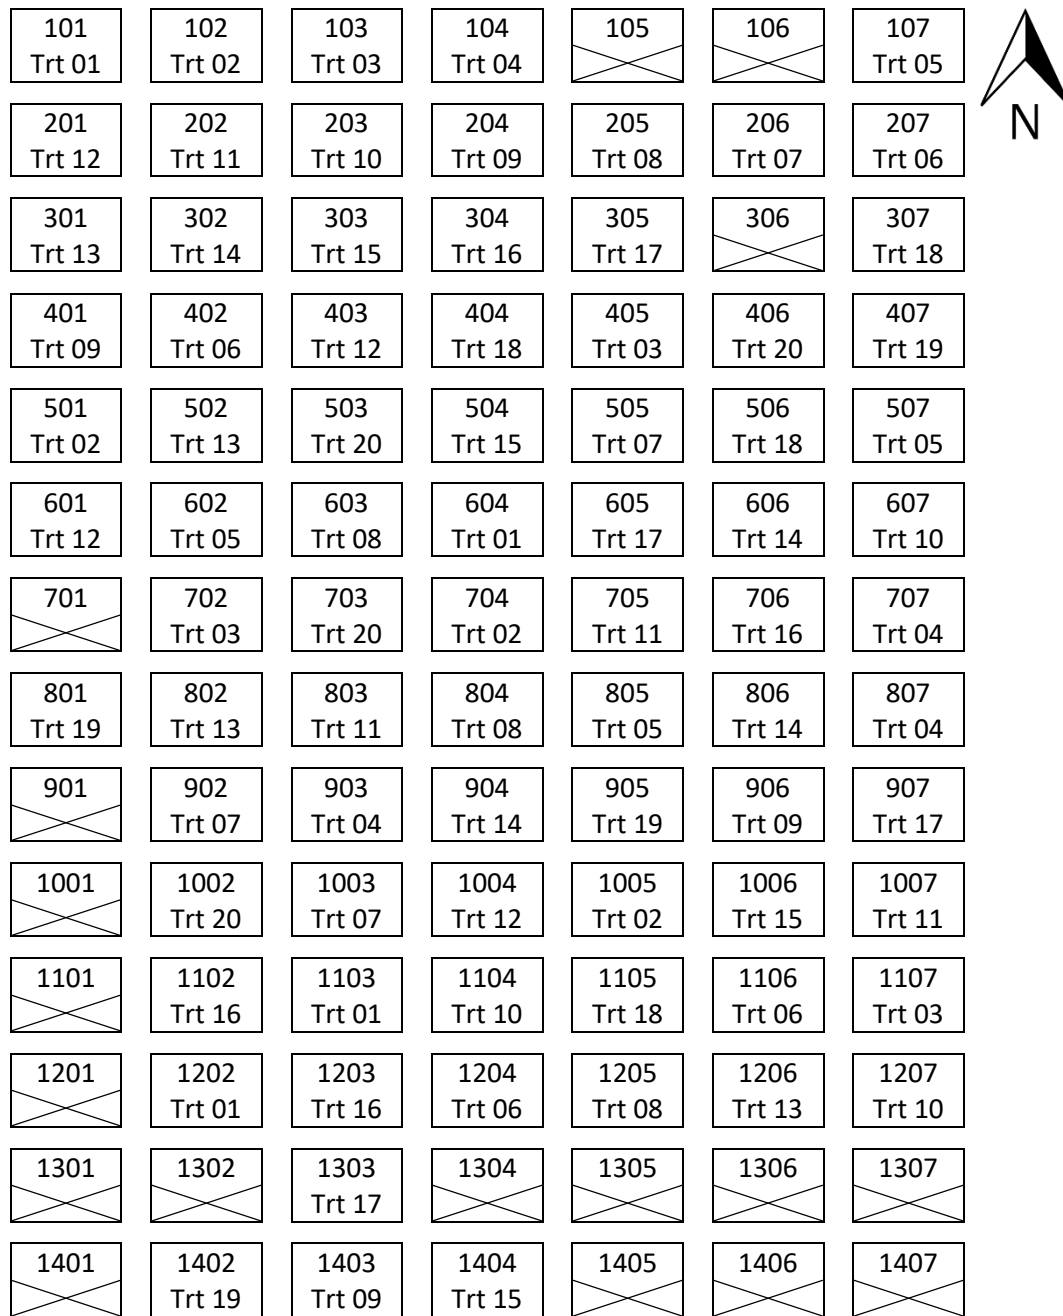 101 102 103 104 105 106 107
Trt 01 Trt 02 Trt 03 Trt 04 Trt 05
N
201 202 203 204 205 206 207
Trt 12 Trt 11 Trt 10 Trt 09 Trt 08 Trt 07 Trt 06
301 302 303 304 305 306 307
Trt 13 Trt 14 Trt 15 Trt 16 Trt 17 Trt 18
401 402 403 404 405 406 407
Trt 09 Trt 06 Trt 12 Trt 18 Trt 03 Trt 20 Trt 19
501 502 503 504 505 506 507
Trt 02 Trt 13 Trt 20 Trt 15 Trt 07 Trt 18 Trt 05
601 602 603 604 605 606 607
Trt 12 Trt 05 Trt 08 Trt 01 Trt 17 Trt 14 Trt 10
701 702 703 704 705 706 707
Trt 03 Trt 20 Trt 02 Trt 11 Trt 16 Trt 04
801 802 803 804 805 806 807
Trt 19 Trt 13 Trt 11 Trt 08 Trt 05 Trt 14 Trt 04
901 902 903 904 905 906 907
Trt 07 Trt 04 Trt 14 Trt 19 Trt 09 Trt 17
1001 1002 1003 1004 1005 1006 1007
Trt 20 Trt 07 Trt 12 Trt 02 Trt 15 Trt 11
1101 1102 1103 1104 1105 1106 1107
Trt 16 Trt 01 Trt 10 Trt 18 Trt 06 Trt 03
1201 1202 1203 1204 1205 1206 1207
Trt 01 Trt 16 Trt 06 Trt 08 Trt 13 Trt 10
1301 1302 1303 1304 1305 1306 1307
Trt 17
1401 1402 1403 1404 1405 1406 1407
Trt 19 Trt 09 Trt 15